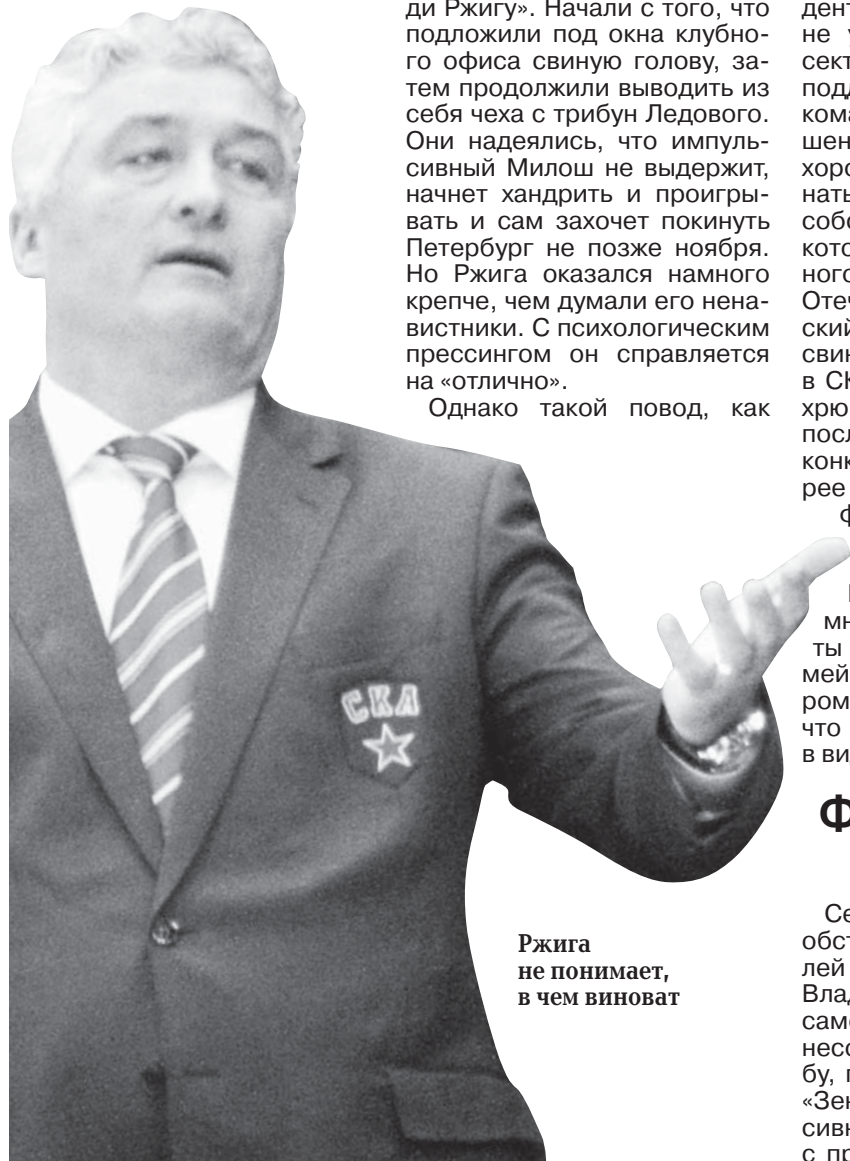 ди Ржигу». Начали с того, что
подложили под окна клубно-
го офиса свиную голову, за-
тем продолжили выводить из
себя чеха с трибун Ледового.
Они надеялись, что импуль-
сивный Милош не выдержит,
начнет хандрить и проигры-
вать и сам захочет покинуть
Петербург не позже ноября.
Но Ржига оказался намного
крепче, чем думали его нена-
вистники. С психологическим
прессингом он справляется
на «отлично».
Однако такой повод, как
СКА
Ржига
не понимает,
в чем виноват
дент
не у
сект
подд
кома
шен
хоро
нать
собо
кото
ного
Отеч
ский
свин
в СК
хрю
посл
конк
рее
мн
ты
мей
ром
что
в ви
Ф
Се
обст
лей
Влад
само
несо
бу, п
«Зен
сивн
с пр